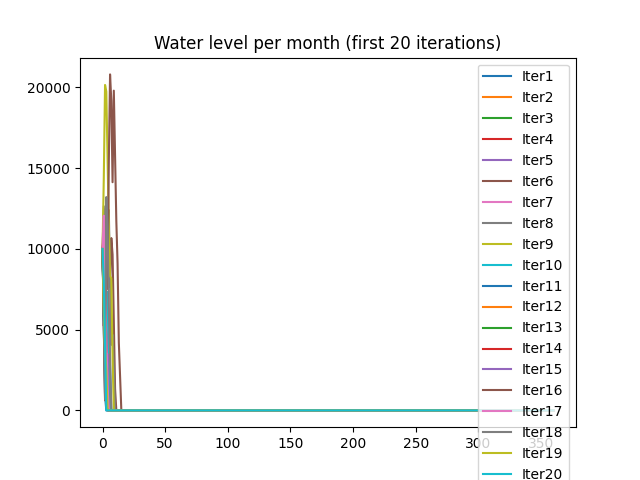 Water level per month (first 20 iterations)
20000
15000
10000
5000
0
0 50 100 150 200 250 300 350
Iter1
Iter2
Iter3
Iter4
Iter5
Iter6
Iter7
Iter8
Iter9
Iter10
Iter11
Iter12
Iter13
Iter14
Iter15
Iter16
Iter17
Iter18
Iter19
Iter20